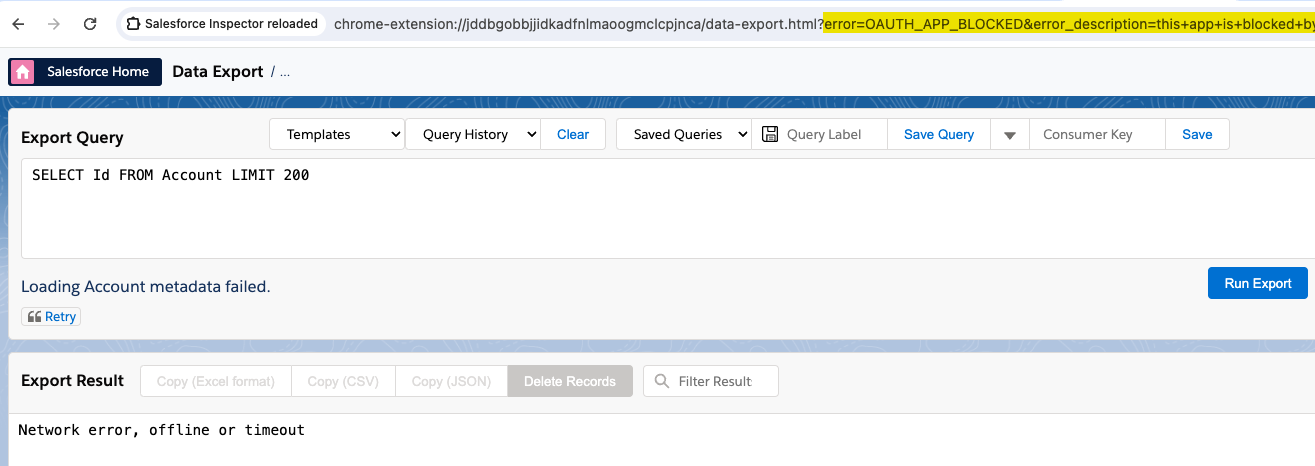 Salesforce Inspector reloaded chrome-extension://jddbgobbjjidkadfnlmaoogmclcpjnca/data-export.html?error=OAUTH_APP_BLOCKED&error_description=this+app+is+blocked+by
Salesforce Home Data Export / ...
Export Query Templates Query History Clear Saved Queries Query Label Save Query Consumer Key Save
SELECT Id FROM Account LIMIT 200
Loading Account metadata failed.
Run Export
Retry
Export Result Copy (Excel format) Copy (CSV) Copy (JSON) Delete Records Filter Result
Network error, offline or timeout